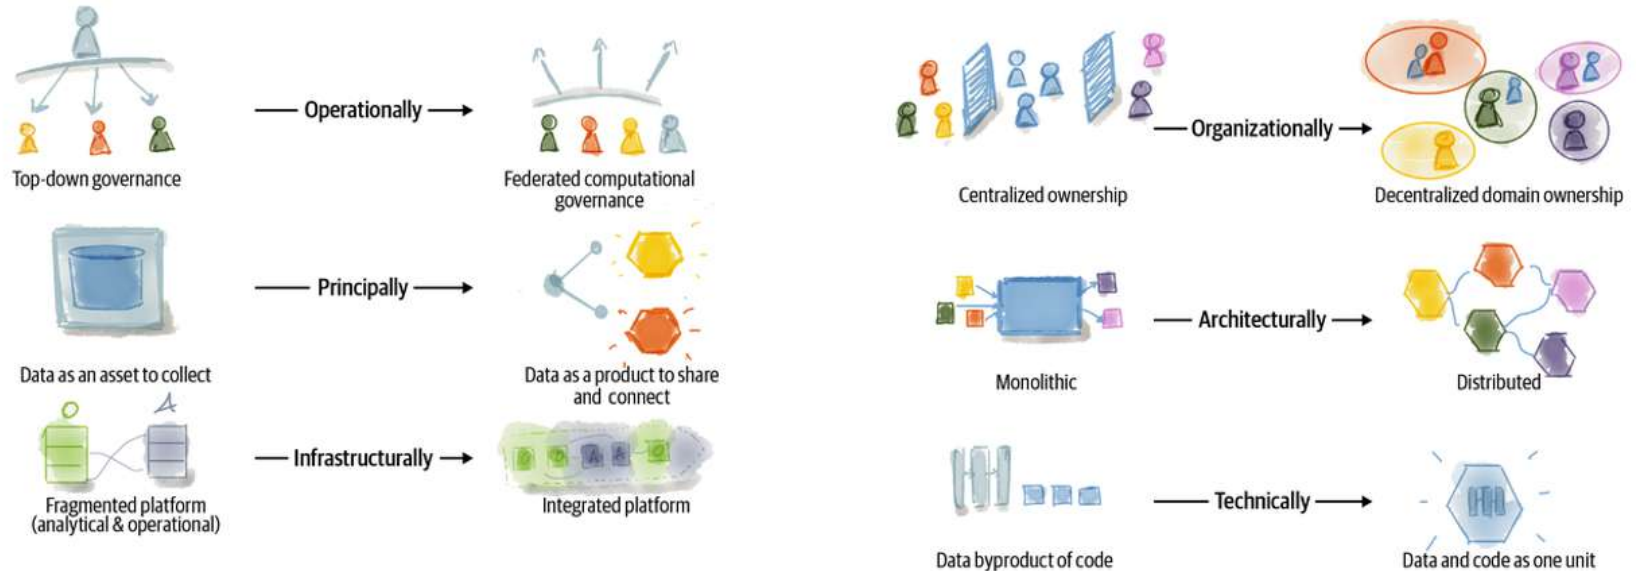 Operationally
Top-down governance
Federated computational
governance
Principally
Data as an asset to collect
Data as a product to share
and connect
O
A
Infrastructurally
O
O
A
A
O
Fragmented platform
(analytical & operational)
Integrated platform
Organizationally
Centralized ownership
Decentralized domain ownership
Architecturally
Monolithic
Distributed
Technically
Data byproduct of code
Data and code as one unit